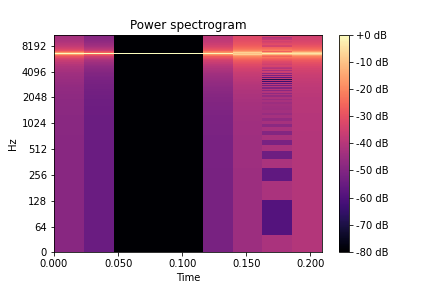 Power spectrogram
8192
4096
2048
1024
512
256
128
64
0
Hz
0.000 0.050 0.100 0.150 0.200
Time
+0 dB
-10 dB
-20 dB
-30 dB
-40 dB
-50 dB
-60 dB
-70 dB
-80 dB